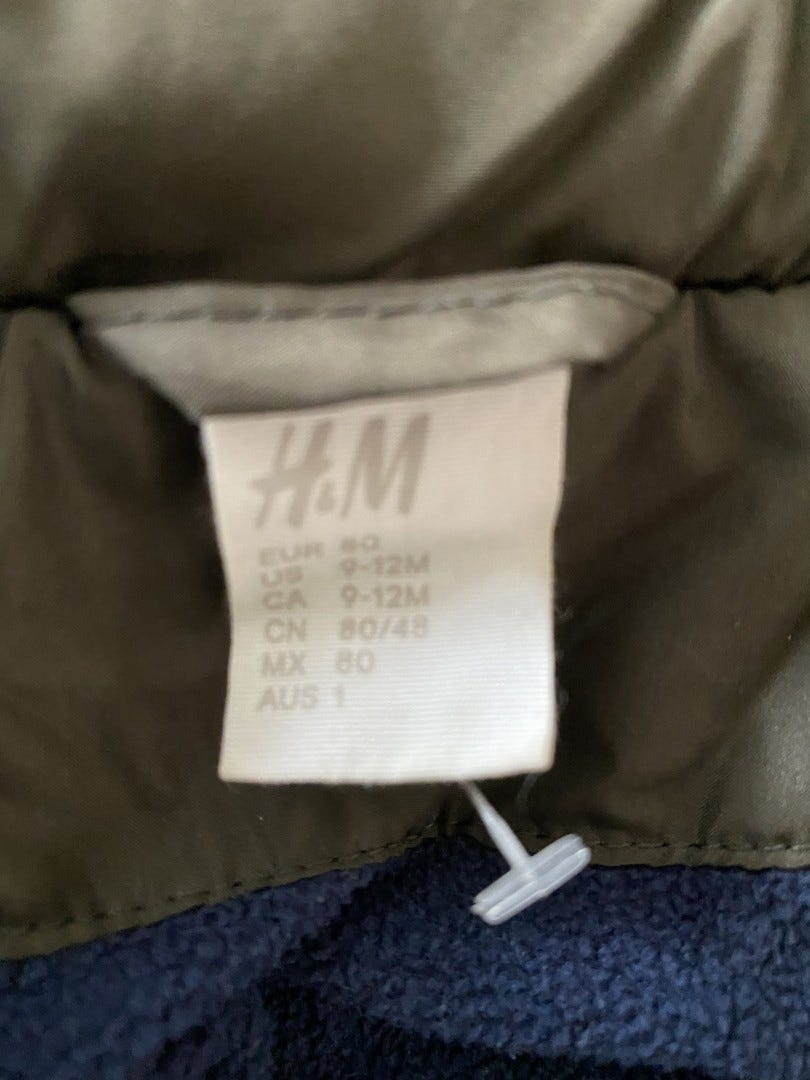 H&M
EUR 80
US 9-12M
CA 9-12M
CN 80/48
MX 80
AUS 1